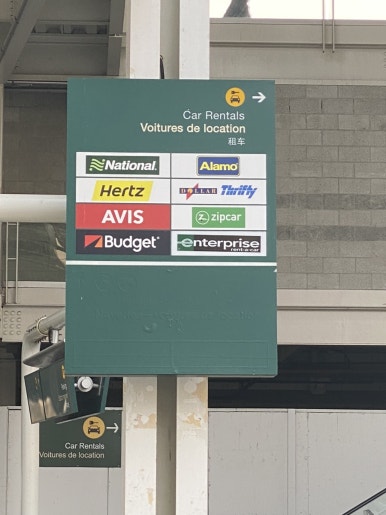 Car Rentals
Voitures de location
租车
National
Alamo
Hertz
DOLLAR Thrifty
AVIS
zipcar
Budget
enterprise
rent-a-car
Car Rentals
Voitures de location